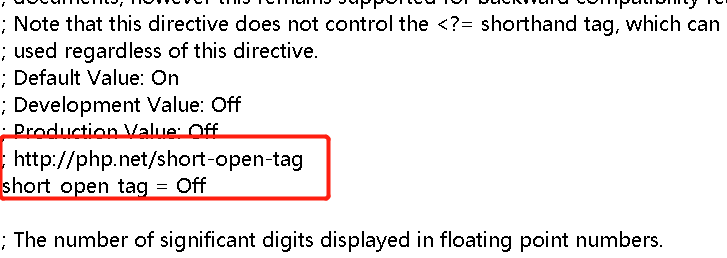 ; documents, however this remains supported for backward compatibility re
; Note that this directive does not control the <?= shorthand tag, which can
; used regardless of this directive.
; Default Value: On
; Development Value: Off
; Production Value: Off
; http://php.net/short-open-tag
short_open_tag = Off
; The number of significant digits displayed in floating point numbers.